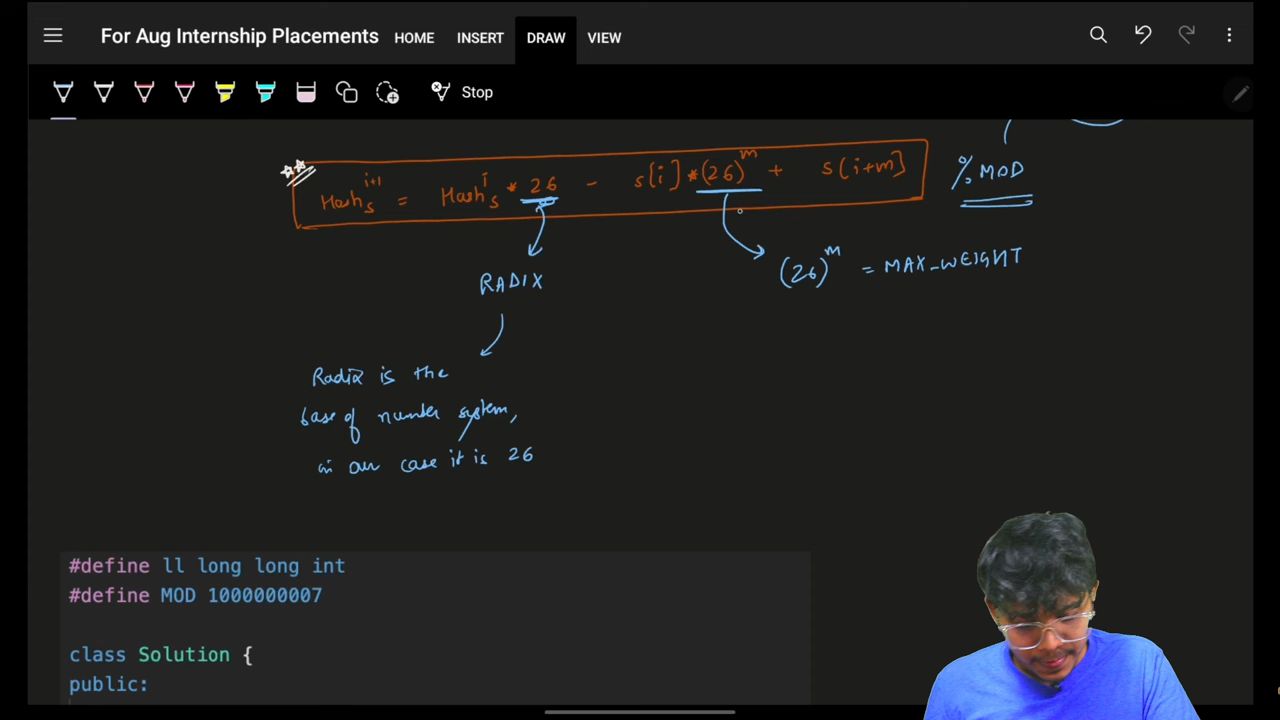 For Aug Internship Placements HOME INSERT DRAW VIEW
Stop
Hash_s^{i+1} = Hash_s^i * 26 - s[i] * (26)^m + s[i+m]
% MOD
RADIX
(26)^m = MAX_WEIGHT
Radix is the
base of number system,
in our case it is 26
#define ll long long int
#define MOD 1000000007
class Solution {
public: